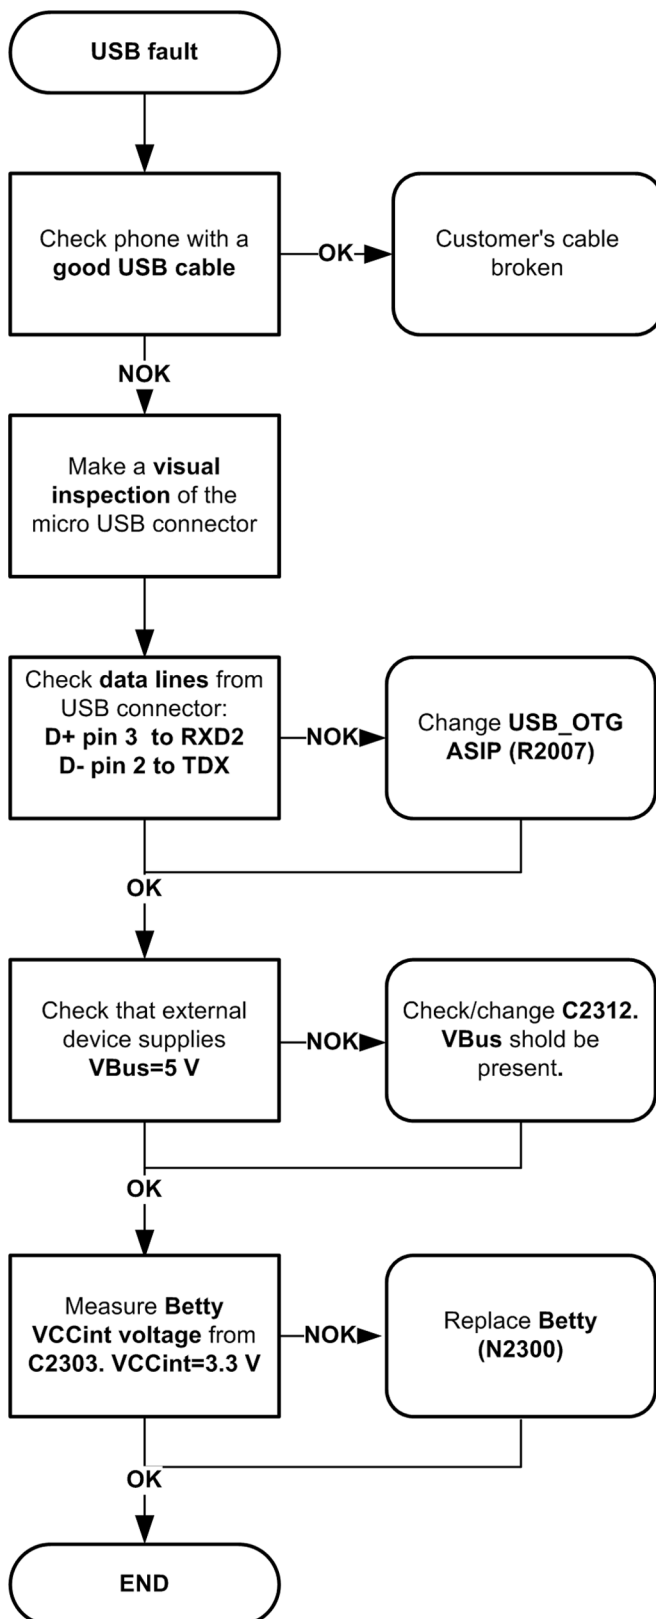 USB fault
Check phone with a
good USB cable
OK
Customer's cable
broken
NOK
Make a visual
inspection of the
micro USB connector
Check data lines from
USB connector:
D+ pin 3  to RXD2
D- pin 2 to TDX
NOK
Change USB_OTG
ASIP (R2007)
OK
Check that external
device supplies
VBus=5 V
NOK
Check/change C2312.
VBus shold be
present.
OK
Measure Betty
VCCint voltage from
C2303. VCCint=3.3 V
NOK
Replace Betty
(N2300)
OK
END